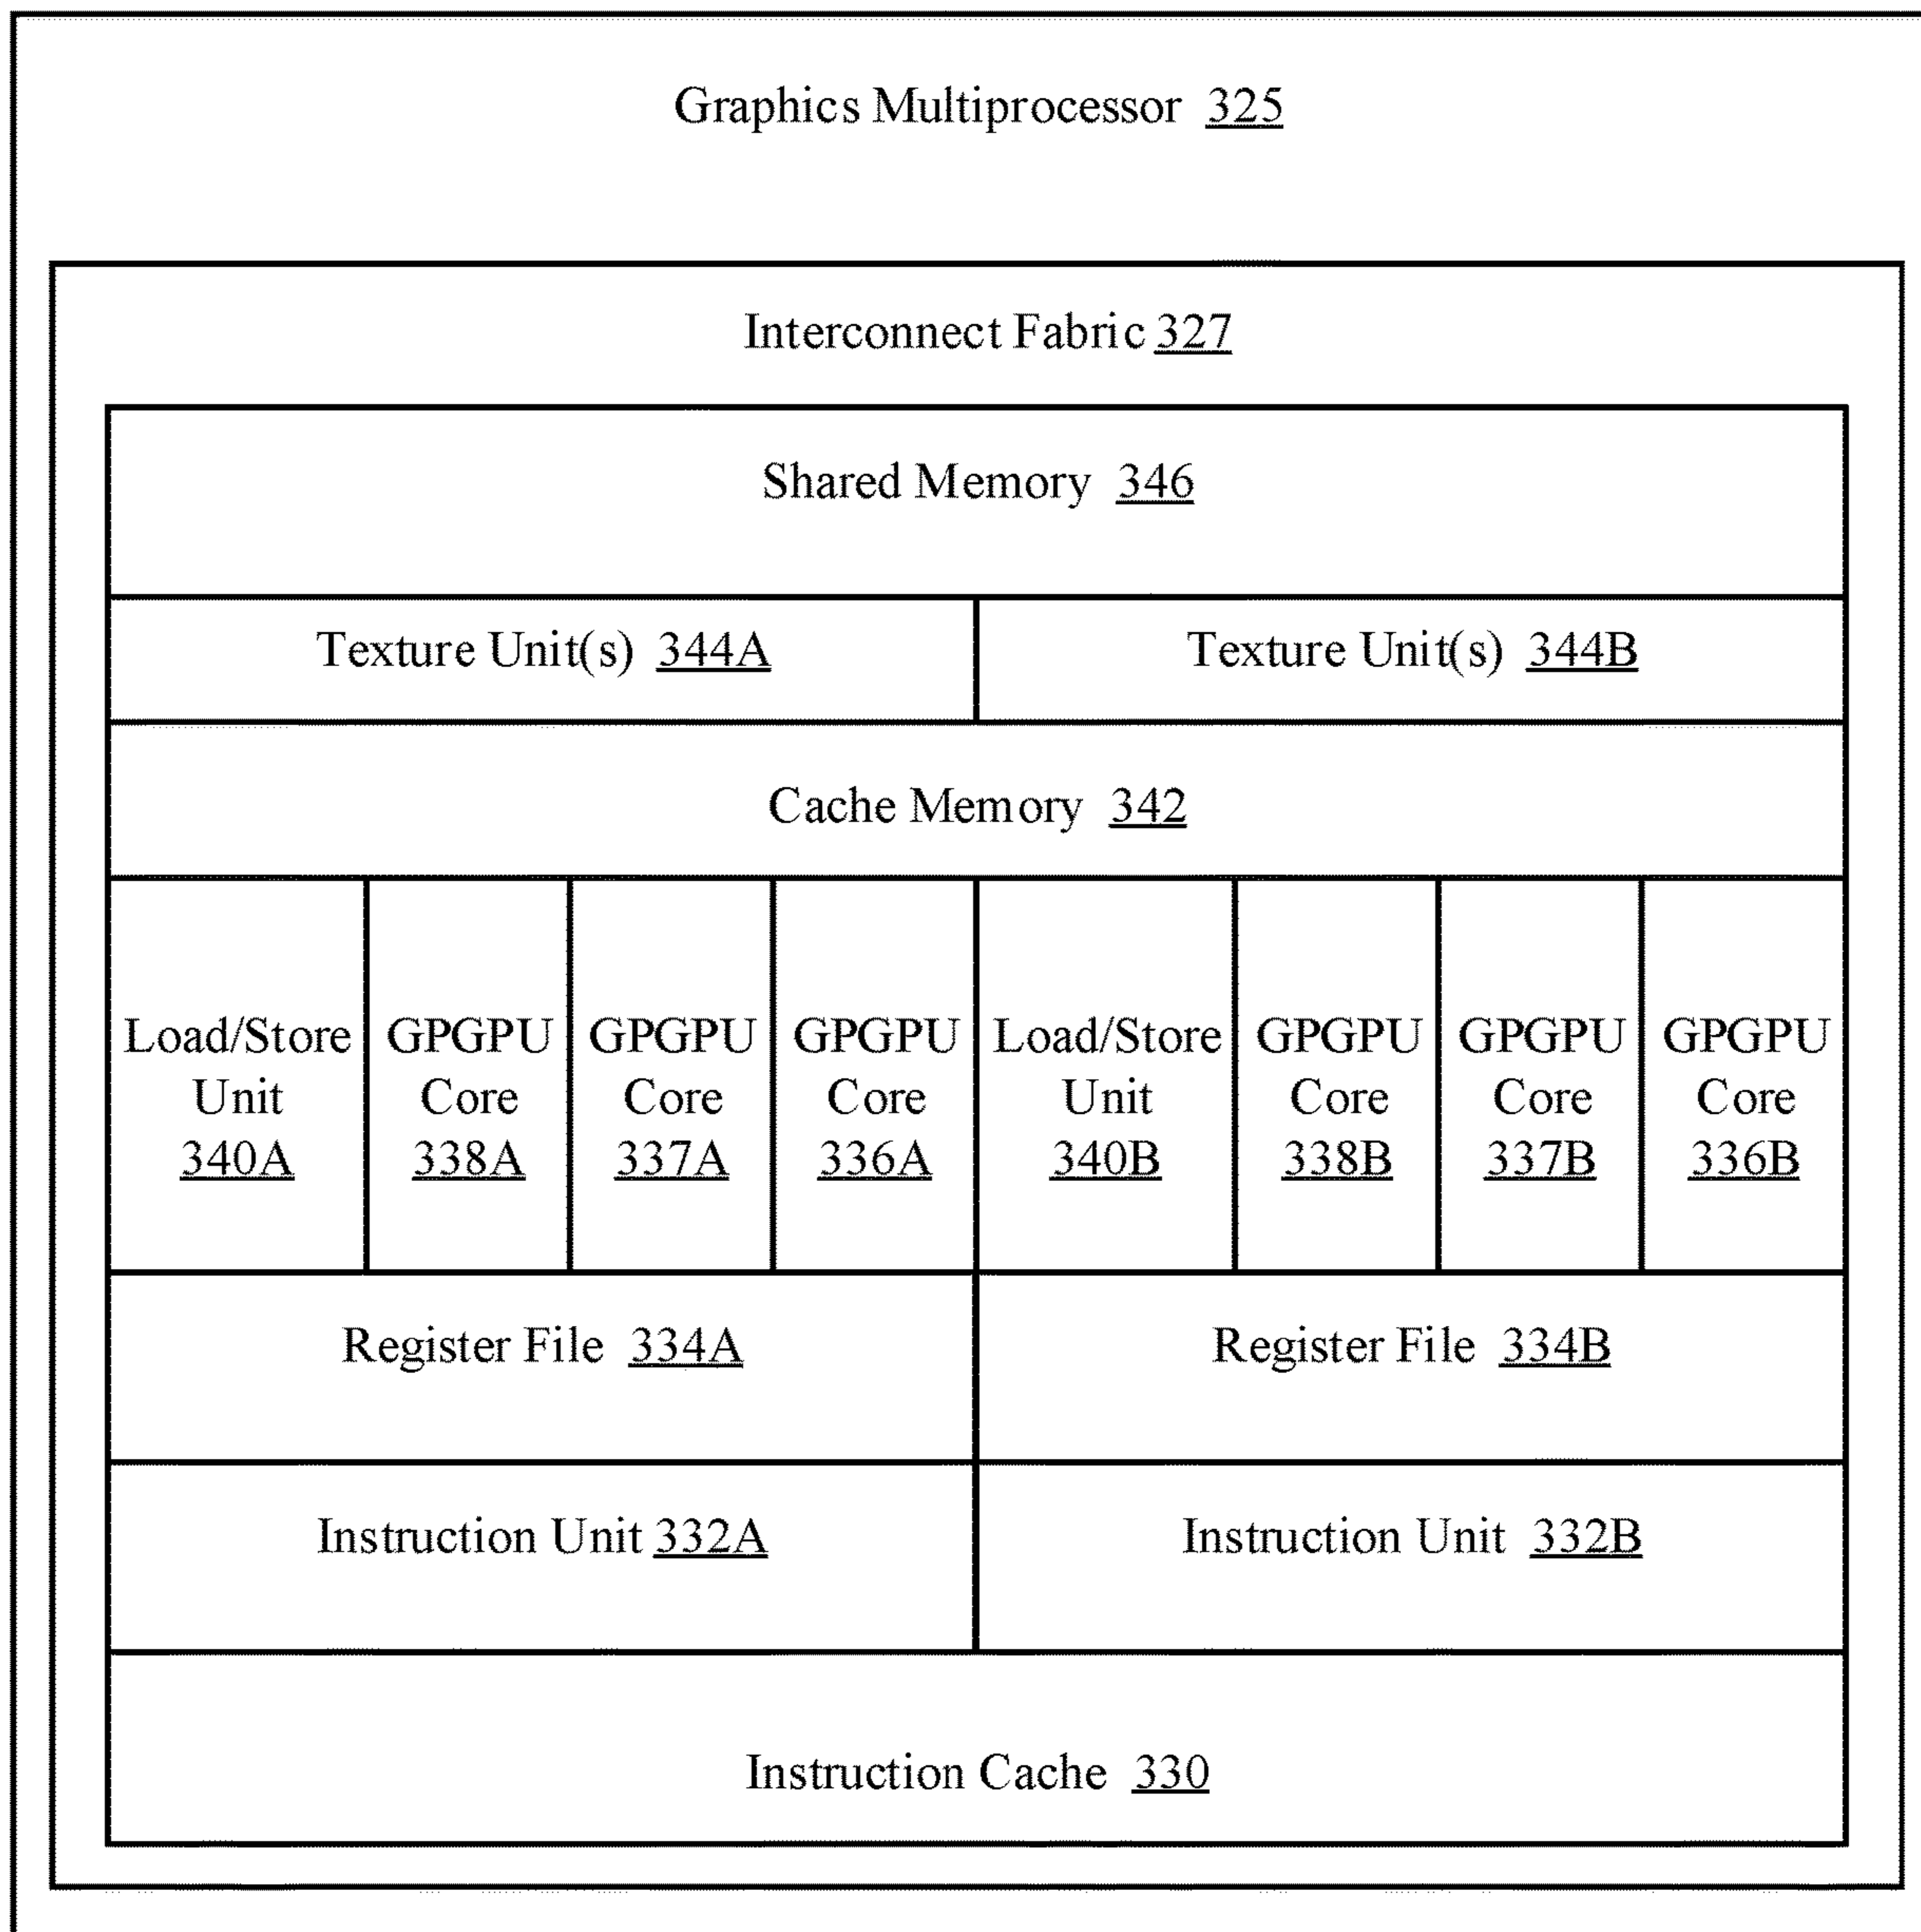 Graphics Multiprocessor 325
Interconnect Fabric 327
Shared Memory 346
Texture Unit(s) 344A
Texture Unit(s) 344B
Cache Memory 342
Load/Store
Unit
340A
GPGPU
Core
338A
GPGPU
Core
337A
GPGPU
Core
336A
Load/Store
Unit
340B
GPGPU
Core
338B
GPGPU
Core
337B
GPGPU
Core
336B
Register File 334A
Register File 334B
Instruction Unit 332A
Instruction Unit 332B
Instruction Cache 330